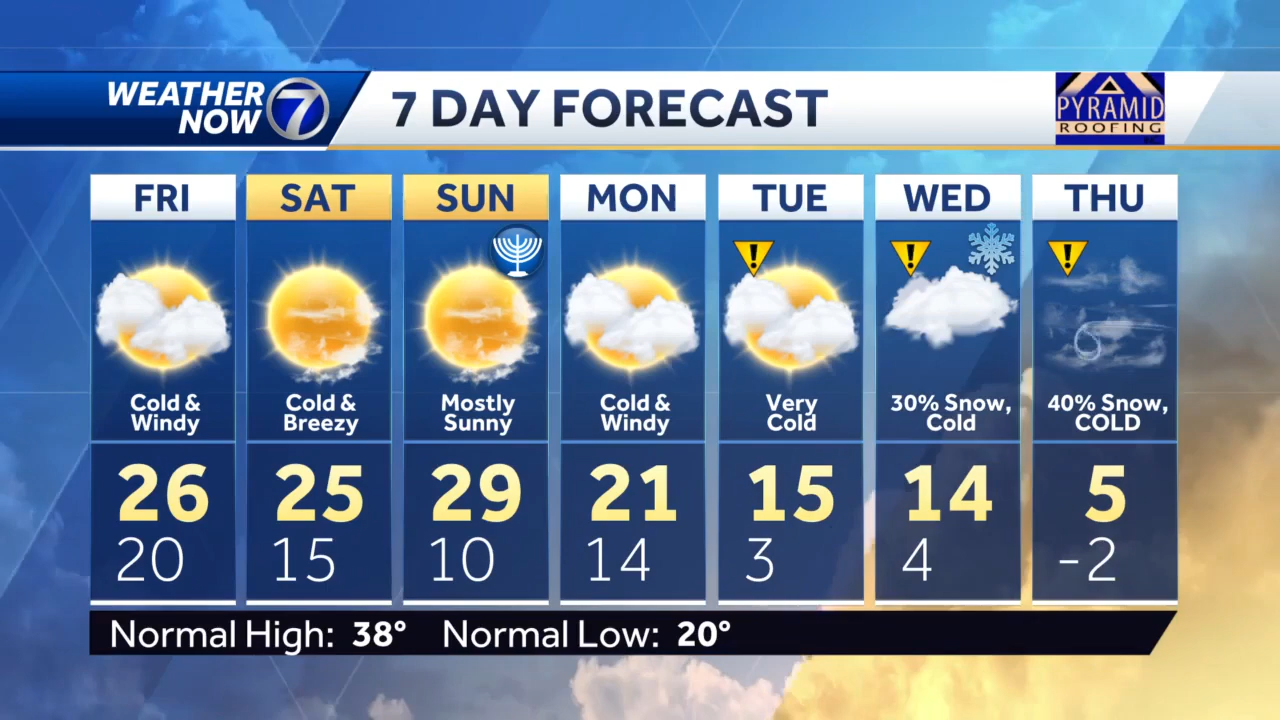 WEATHER
NOW
7
7 DAY FORECAST
PYRAMID
ROOFING
FRI
SAT
SUN
MON
TUE
WED
THU
!
!
!
Cold &
Windy
Cold &
Breezy
Mostly
Sunny
Cold &
Windy
Very
Cold
30% Snow,
Cold
40% Snow,
COLD
26
25
29
21
15
14
5
20
15
10
14
3
4
-2
Normal High: 38° Normal Low: 20°